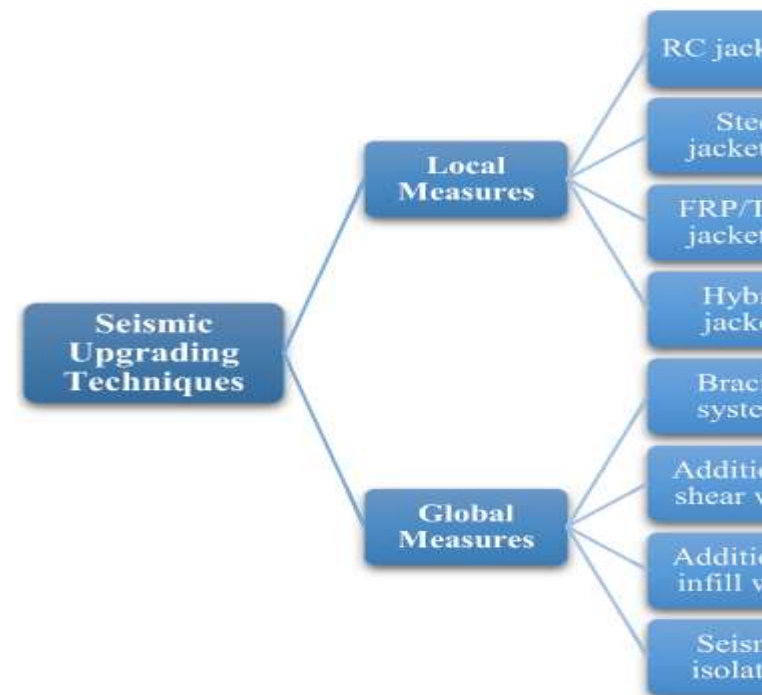 Seismic
Upgrading
Techniques
Local
Measures
RC jack
Stee
jacket
FRP/T
jacket
Hybr
jacke
Global
Measures
Brac
syste
Additio
shear
Additio
infill
Seism
isolat